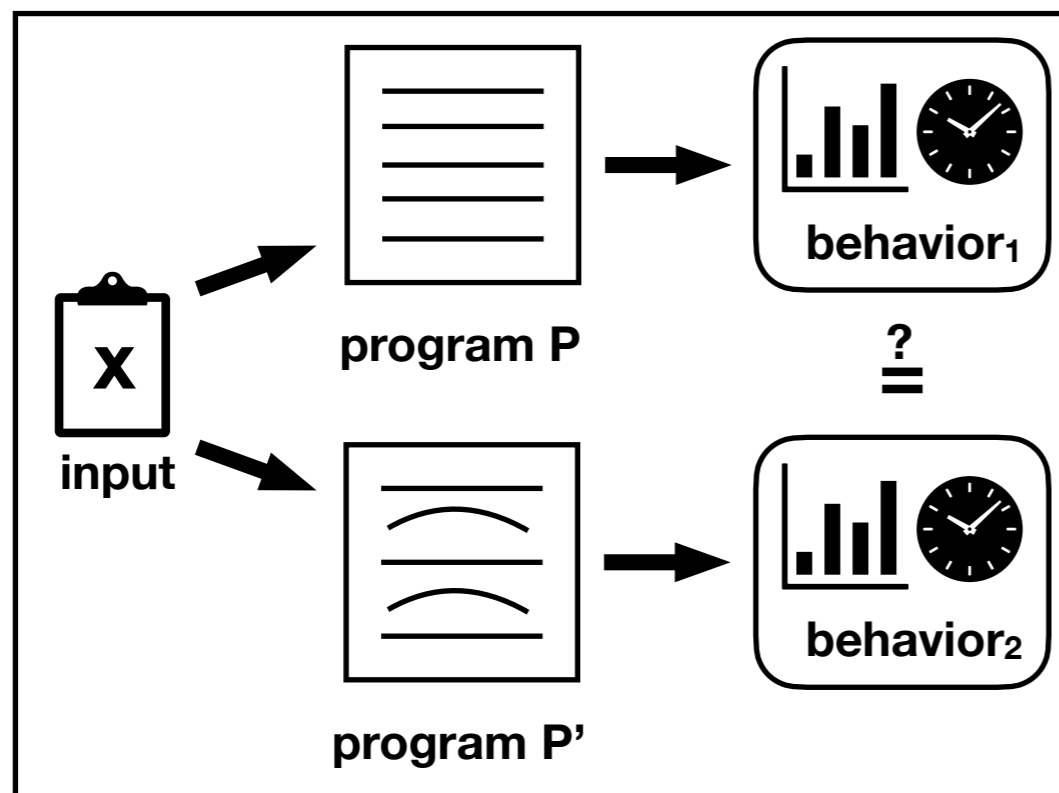 behavior₁
program P
?
=
x
input
behavior₂
program P’